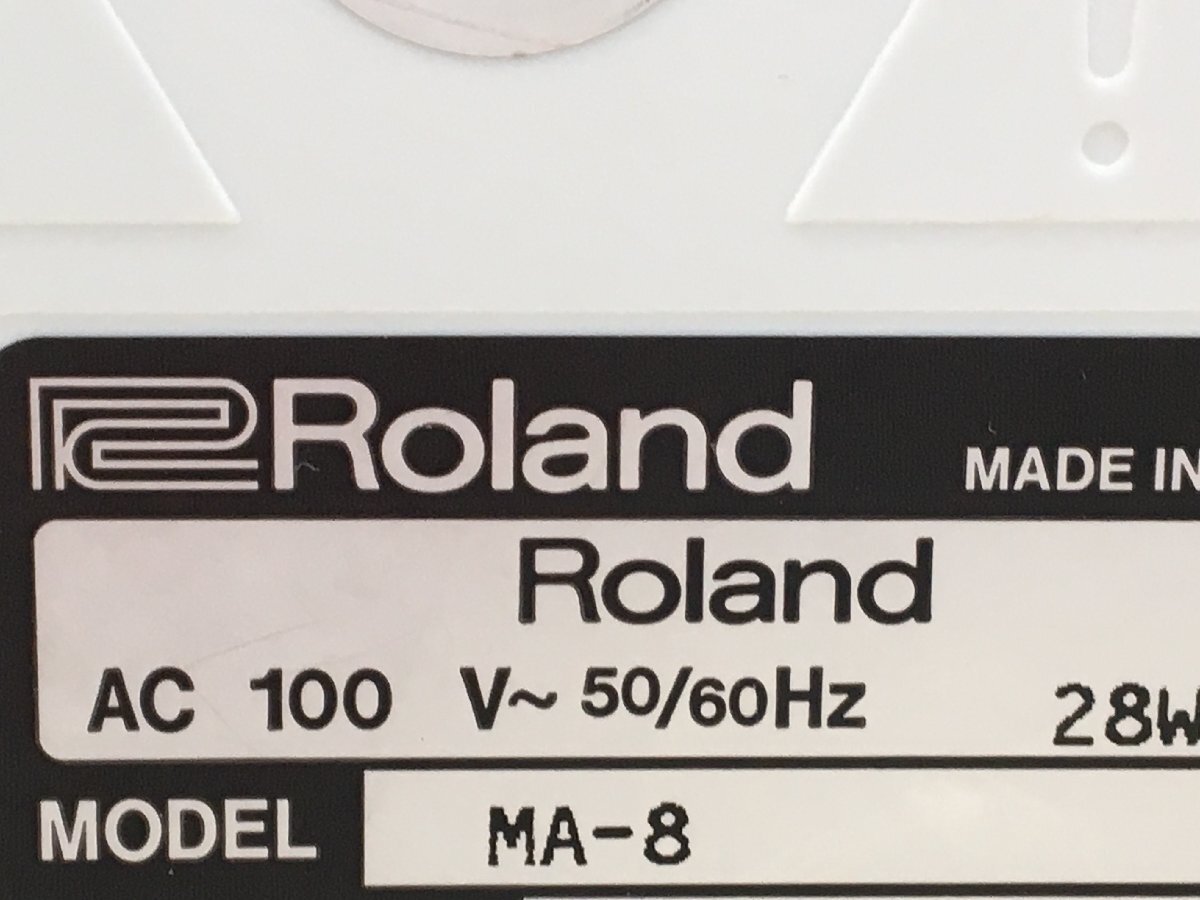 Roland MADE IN
Roland
AC 100 V~ 50/60Hz 28W
MODEL MA-8